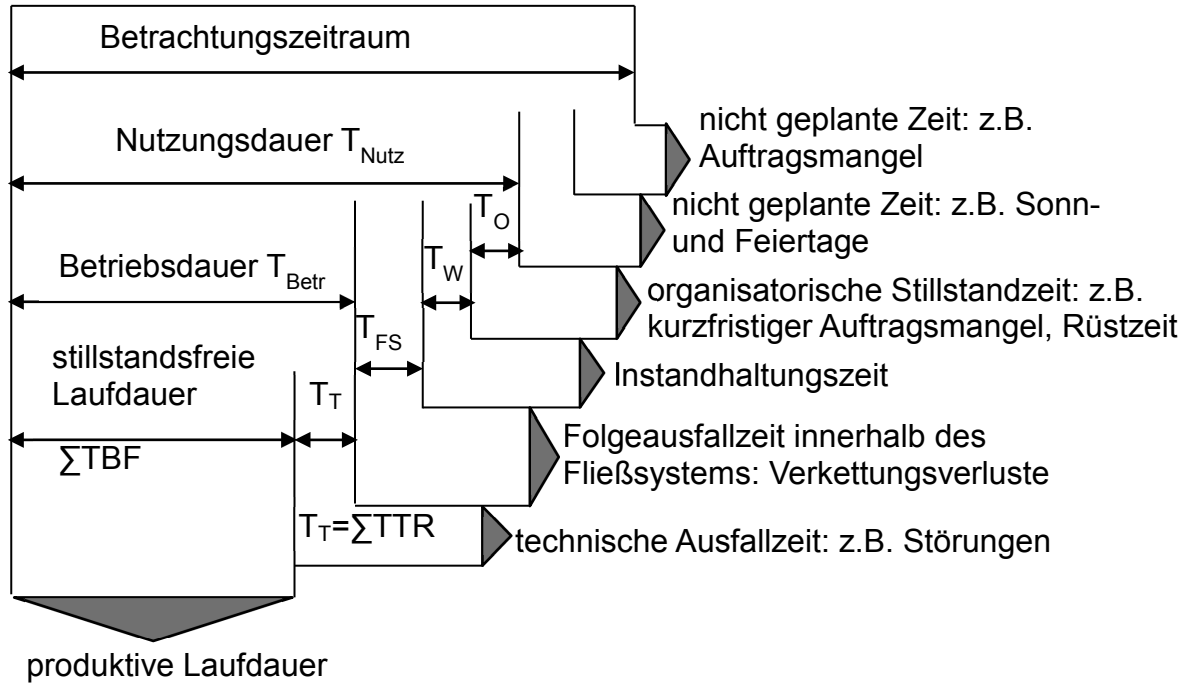 Betrachtungszeitraum
nicht geplante Zeit: z.B.
Auftragsmangel
Nutzungsdauer T_Nutz
T_O
nicht geplante Zeit: z.B. Sonn-
und Feiertage
Betriebsdauer T_Betr
T_W
organisatorische Stillstandzeit: z.B.
kurzfristiger Auftragsmangel, Rüstzeit
T_FS
stillstandsfreie
Laufdauer
T_T
Instandhaltungszeit
∑TBF
Folgeausfallzeit innerhalb des
Fließsystems: Verkettungsverluste
T_T=∑TTR
technische Ausfallzeit: z.B. Störungen
produktive Laufdauer